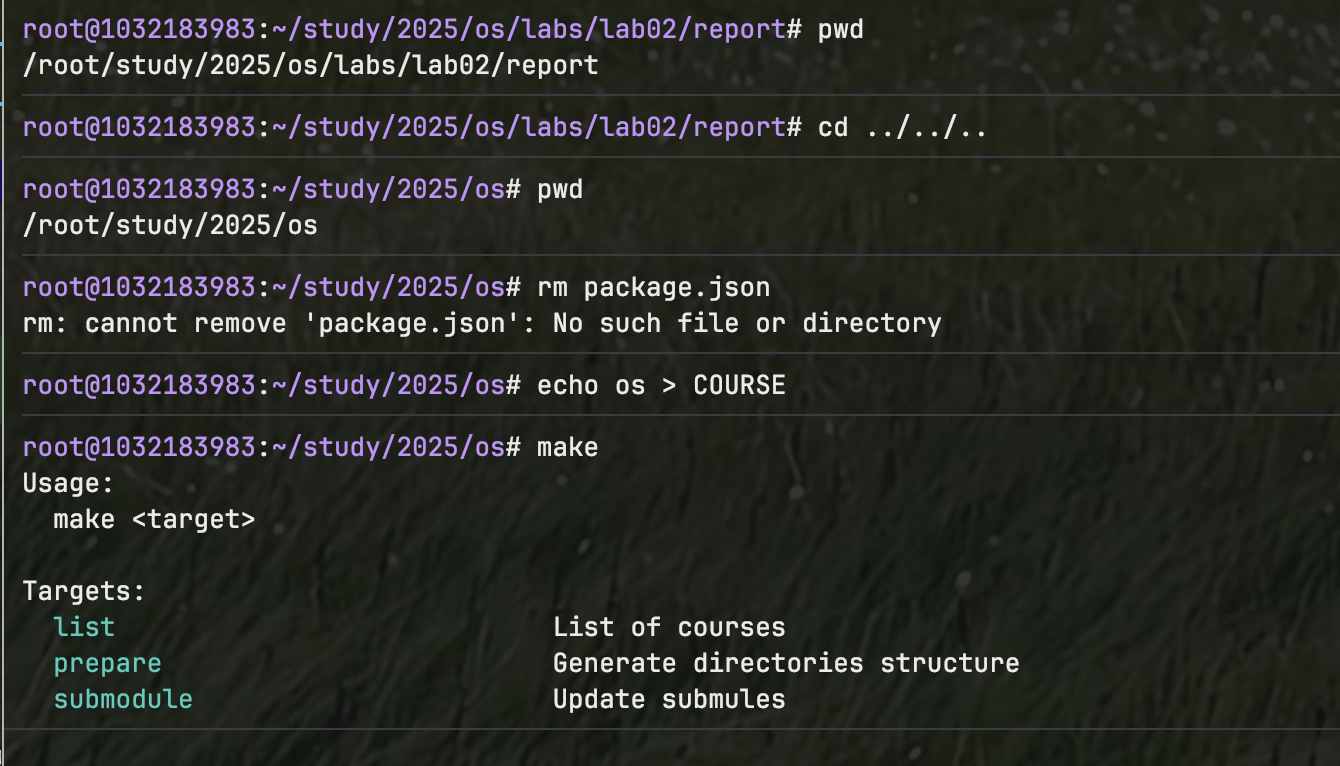 root@1032183983:~/study/2025/os/labs/lab02/report# pwd
/root/study/2025/os/labs/lab02/report
root@1032183983:~/study/2025/os/labs/lab02/report# cd ../../..
root@1032183983:~/study/2025/os# pwd
/root/study/2025/os
root@1032183983:~/study/2025/os# rm package.json
rm: cannot remove 'package.json': No such file or directory
root@1032183983:~/study/2025/os# echo os > COURSE
root@1032183983:~/study/2025/os# make
Usage:
  make <target>

Targets:
  list                            List of courses
  prepare                         Generate directories structure
  submodule                       Update submules